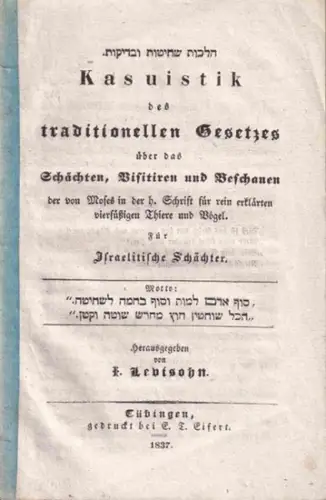 הלכות שחיטות ובדיקות.
Kasuistik
des
traditionellen Gesetzes
über das
Schächten, Visitiren und Beschauen
der von Moses in der h. Schrift für rein erklärten
vierfüßigen Thiere und Vögel.
Für
Israelitische Schächter.
Motto:
„סוף אדם למות וסוף בהמה לשחיטה.“
„הכל שוחטין חוץ מחרש שוטה וקטן.“
Herausgegeben
von
Levisohn.
Tübingen,
gedruckt bei E. T. Eifert.
1837.